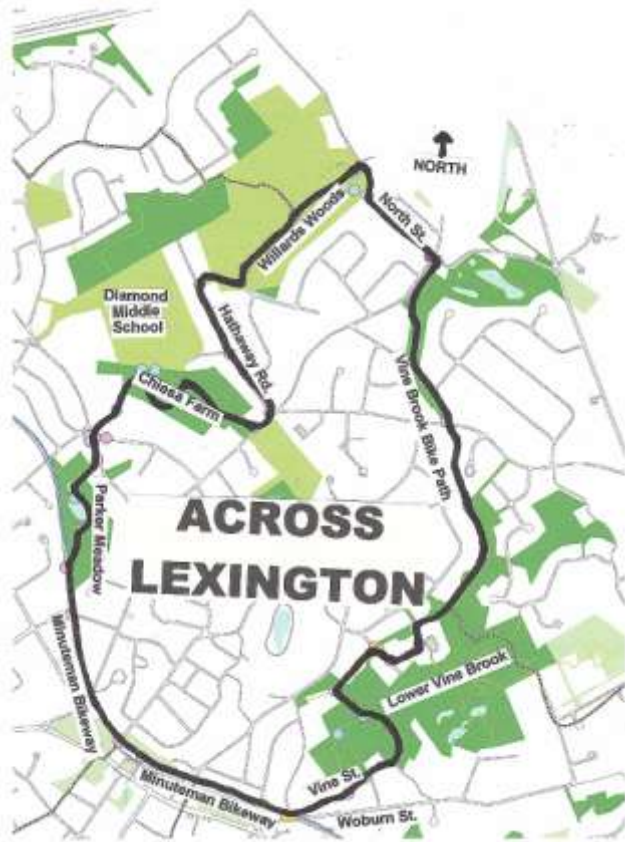 NORTH
North St.
Willards Woods
Diamond
Middle
School
Hathaway Rd.
Chiesa Farm
Vine Brook Bike Path
Parker Meadow
ACROSS
LEXINGTON
Minuteman Bikeway
Lower Vine Brook
Vine St.
Minuteman Bikeway
Woburn St.